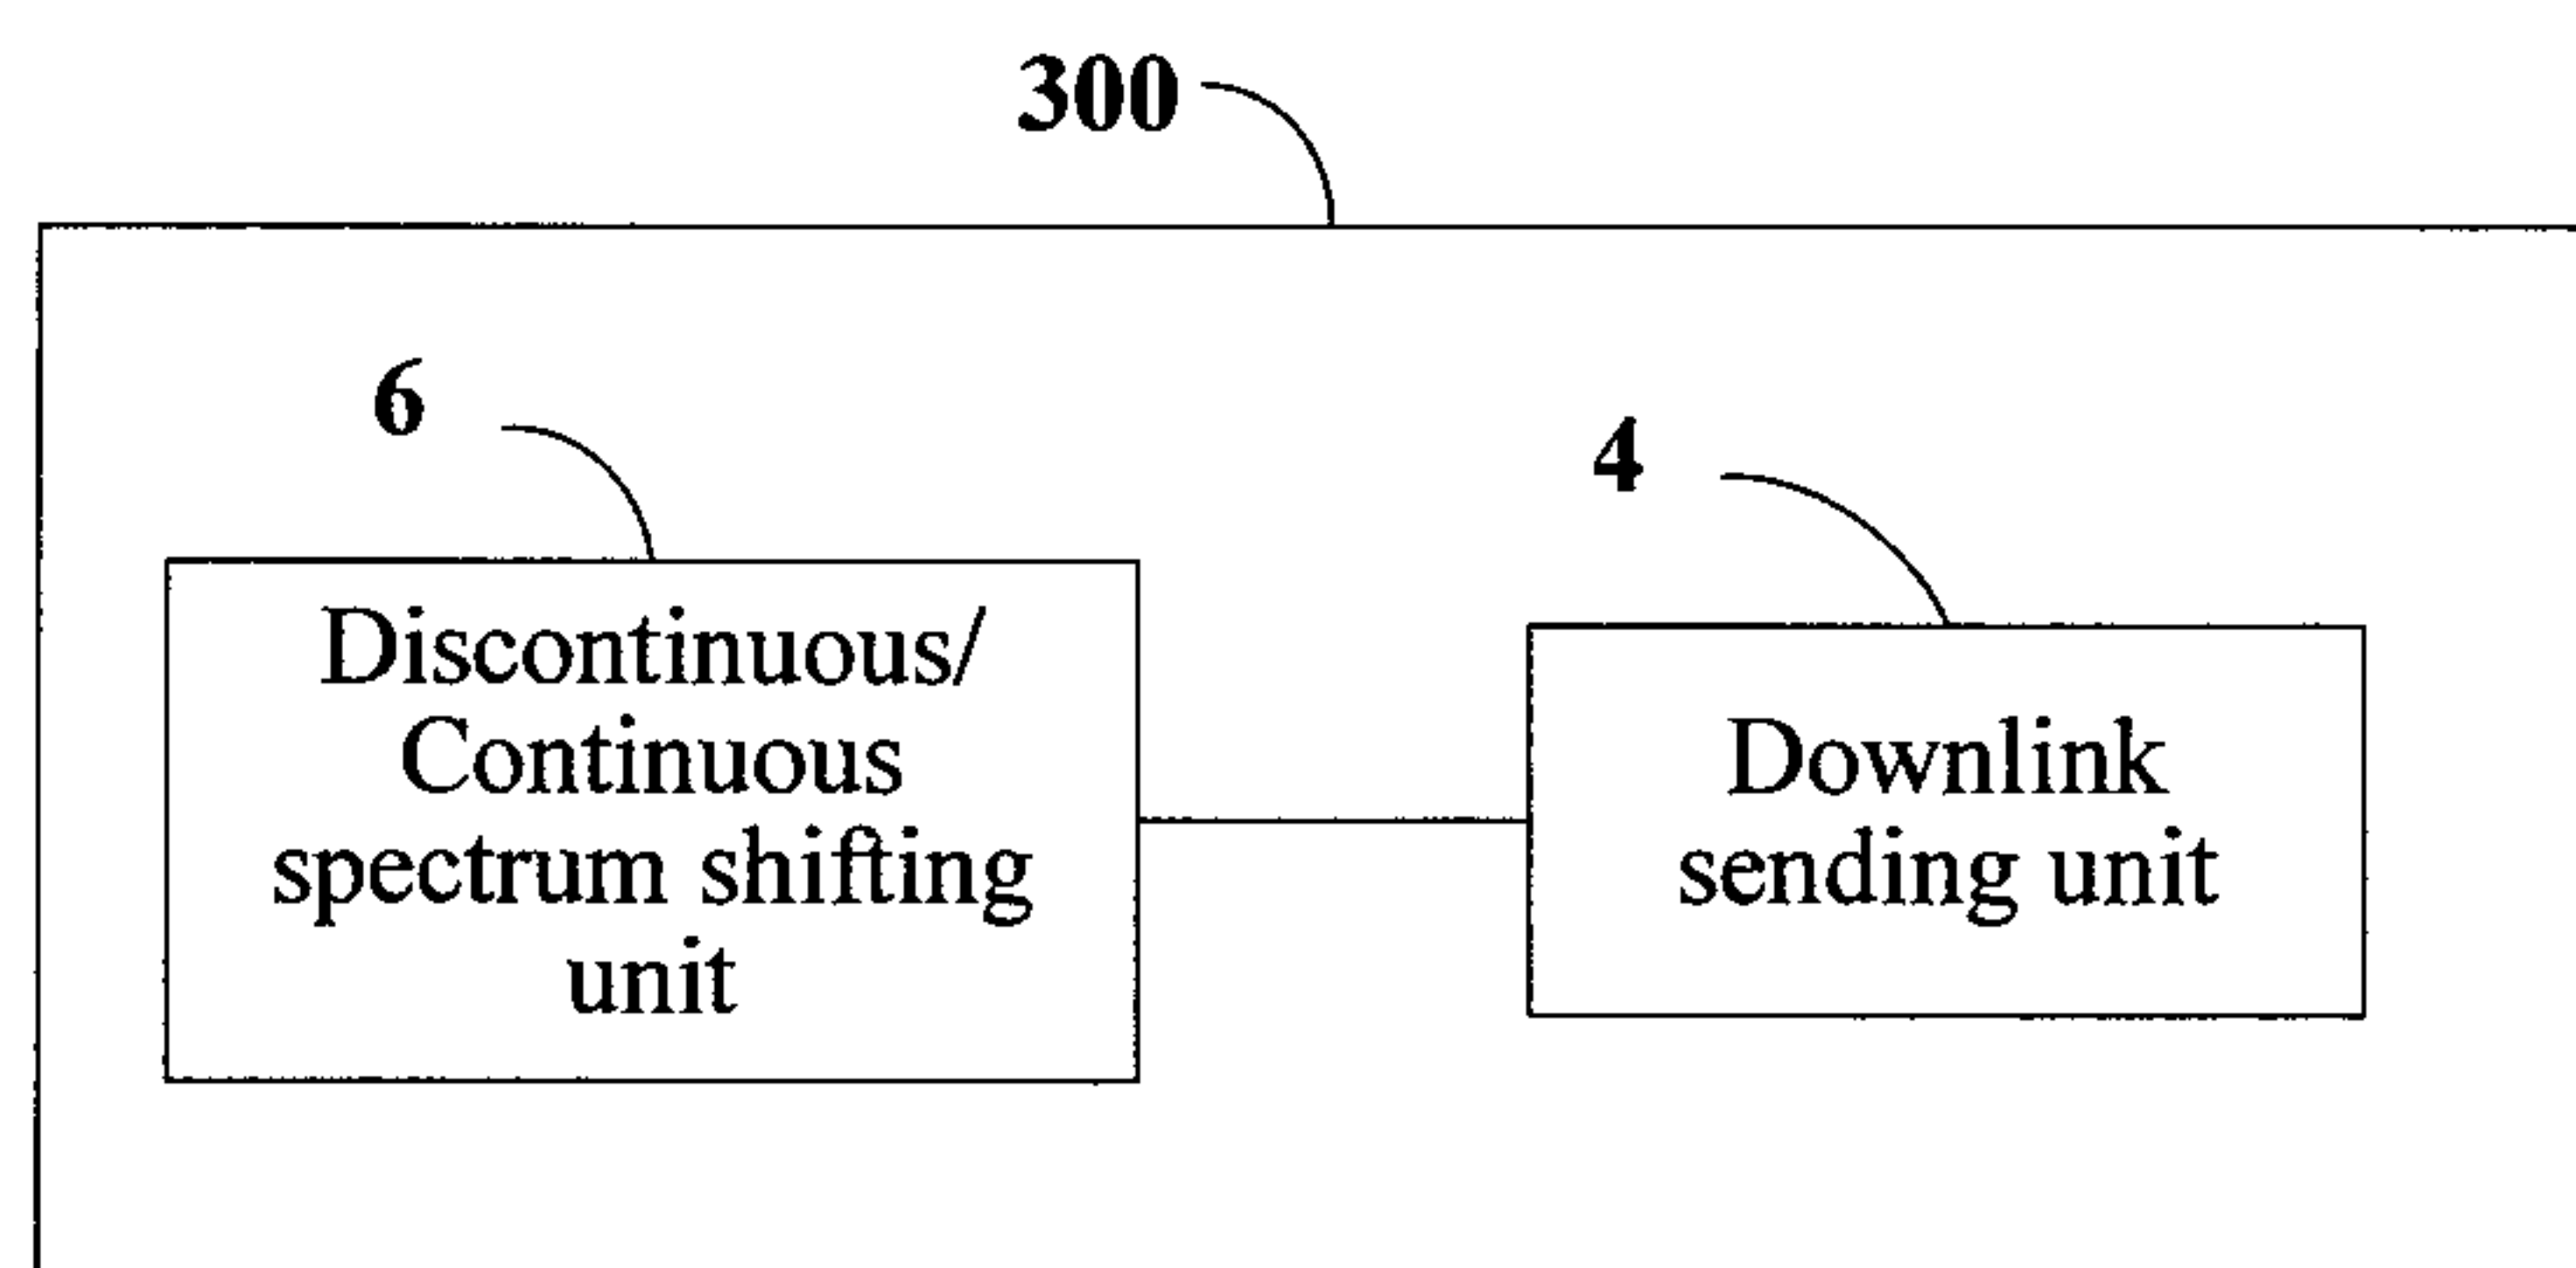 300
6
4
Discontinuous/
Continuous
spectrum shifting
unit
Downlink
sending unit